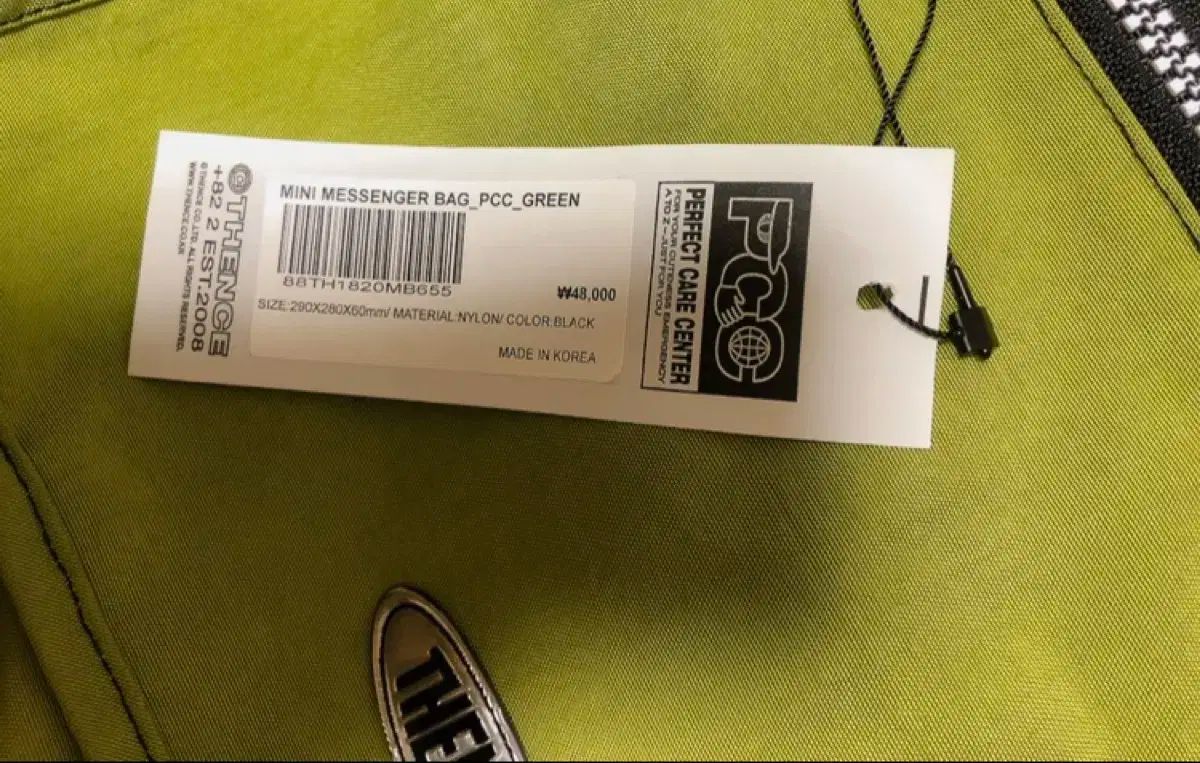 MINI MESSENGER BAG_PCC_GREEN
88TH1820MB655
₩48,000
SIZE:290X280X60mm/ MATERIAL:NYLON/ COLOR:BLACK
MADE IN KOREA
THENCE
+82 2 EST.2008
© THENCE CO.,LTD. ALL RIGHTS RESERVED.
WWW.THENCE.CO.KR
PCC
PERFECT CARE CENTER
FOR YOUR CUTENESS EMERGENCY
A TO Z - JUST FOR YOU
THE